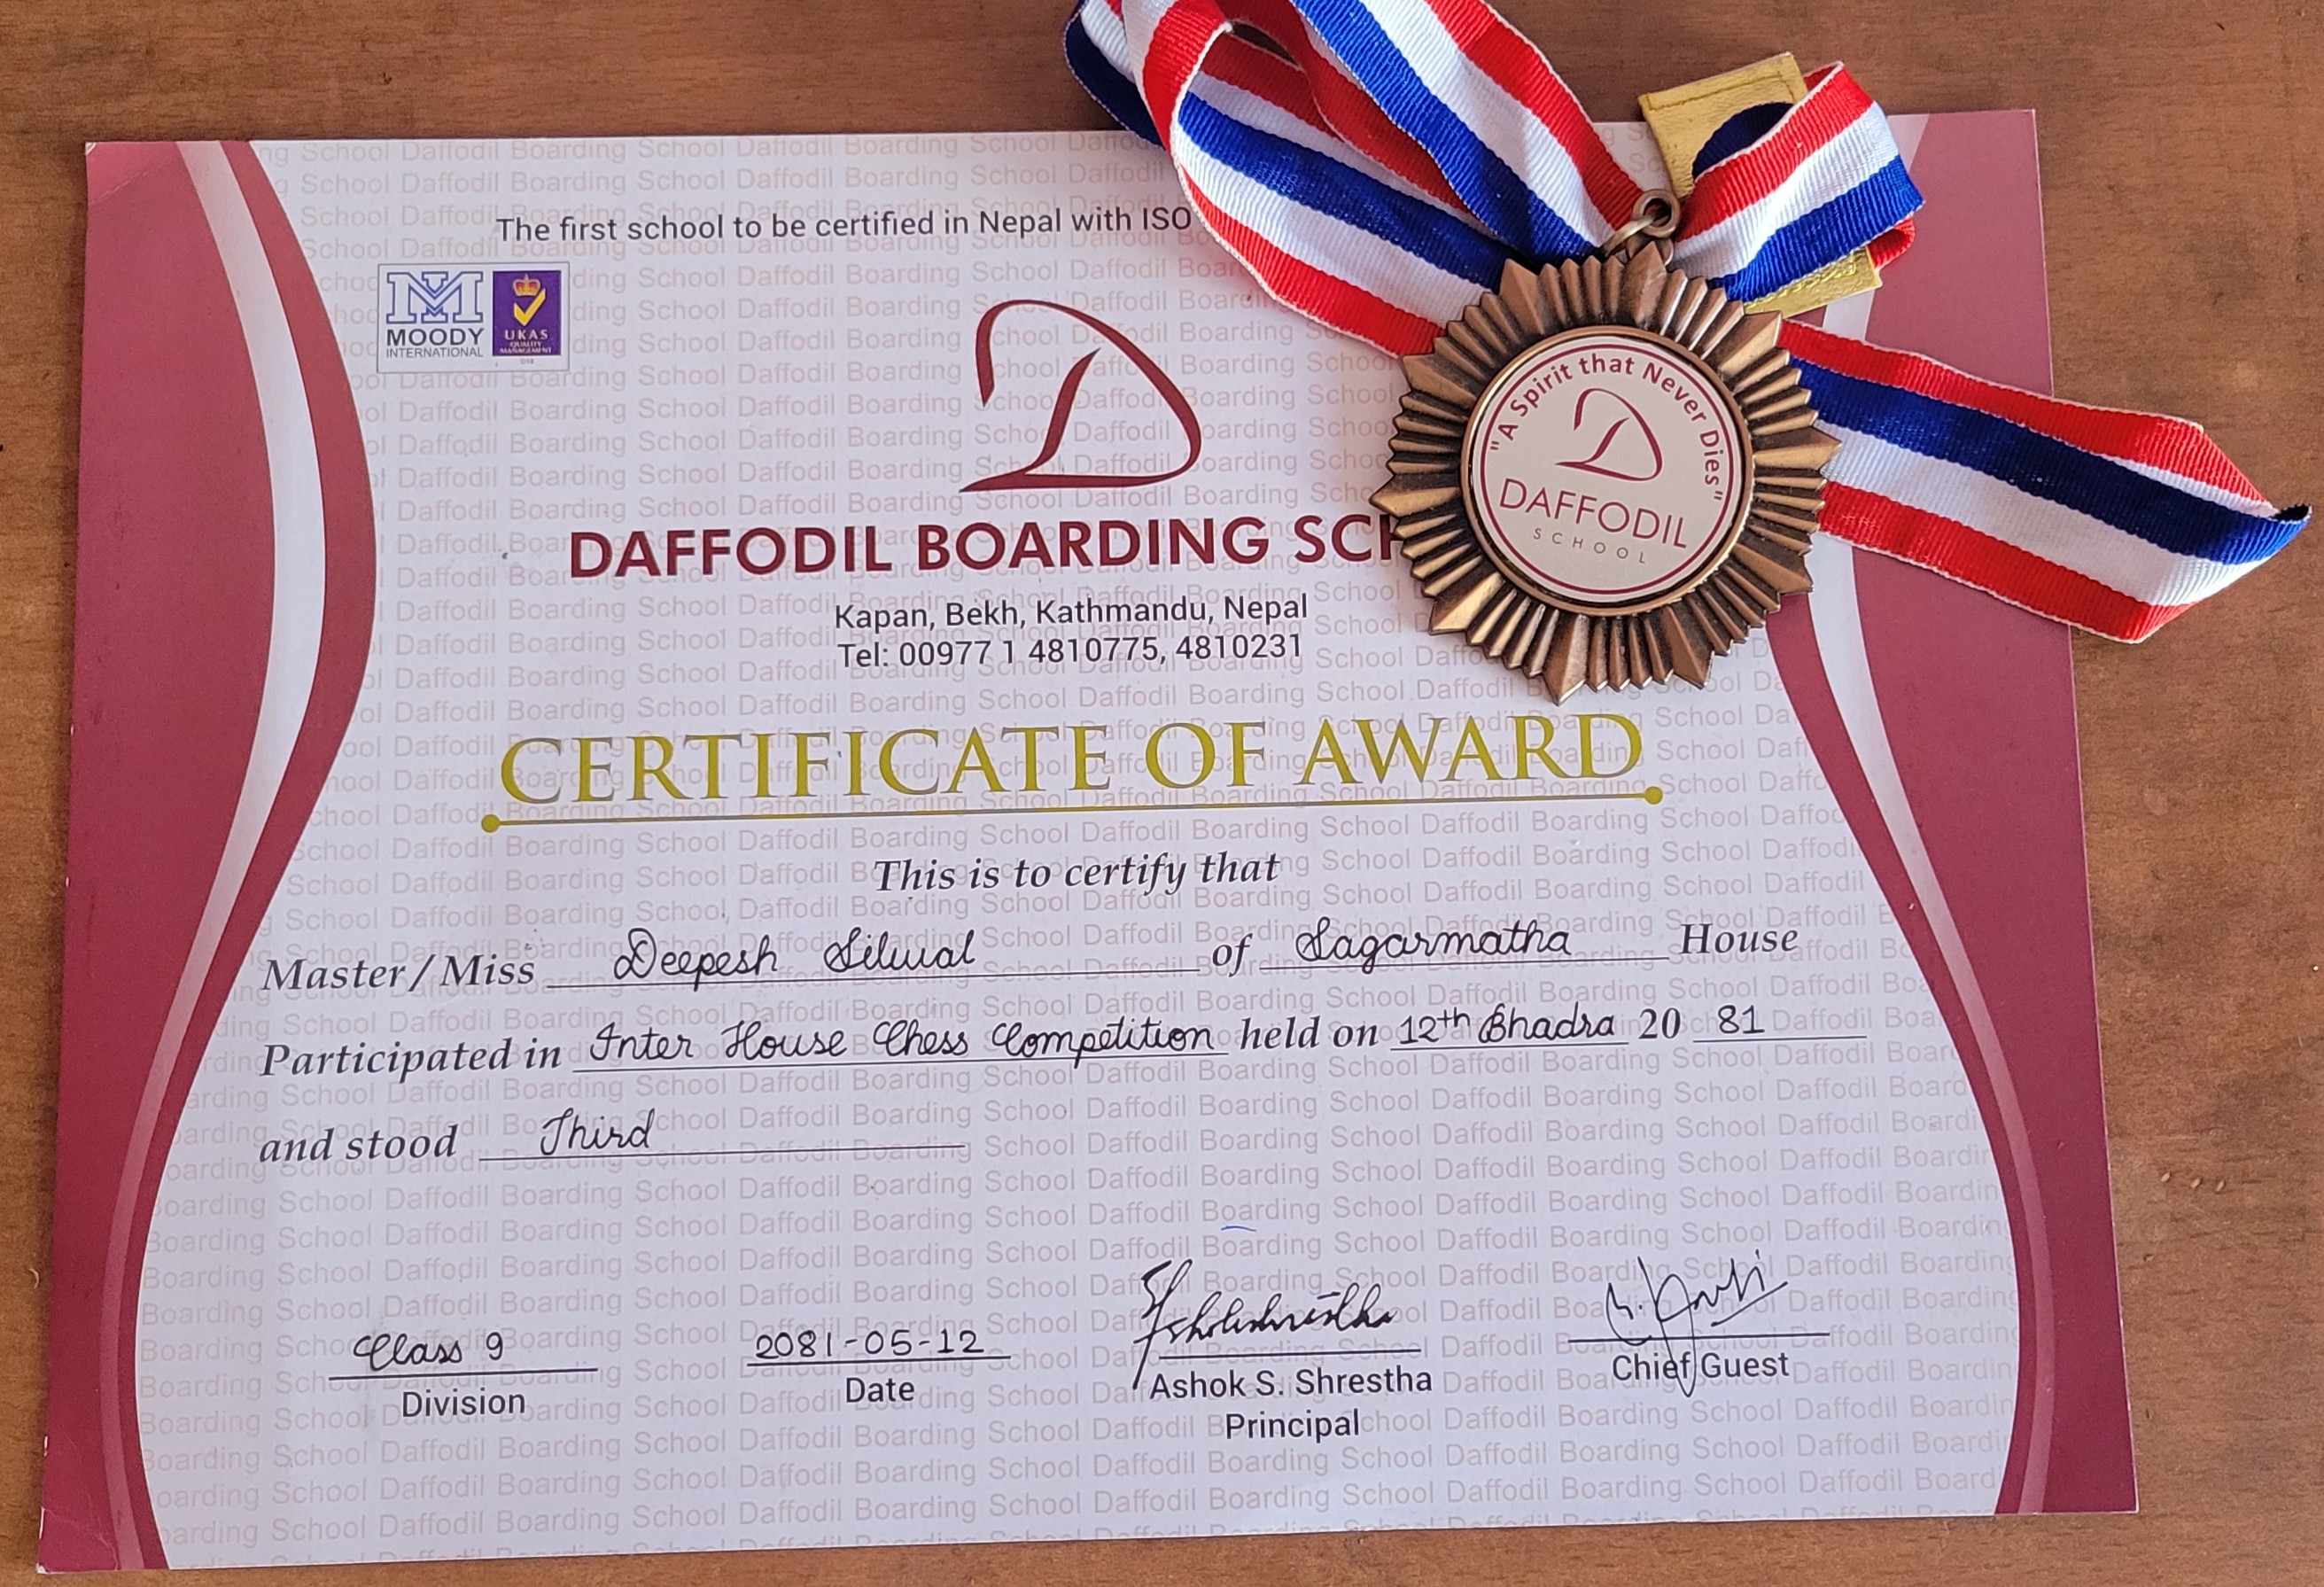 The first school to be certified in Nepal with ISO
MOODY
INTERNATIONAL
UKAS
QUALITY
MANAGEMENT
"A Spirit that Never Dies"
DAFFODIL
SCHOOL
DAFFODIL BOARDING SCH
Kapan, Bekh, Kathmandu, Nepal
Tel: 00977 1 4810775, 4810231
CERTIFICATE OF AWARD
This is to certify that
Master/Miss Deepesh Silwal of Sagarmatha House
Participated in Inter House Chess Competition held on 12th Bhadra 20 81
and stood Third
Class 9
Division
2081-05-12
Date
Ashok S. Shrestha
Principal
Chief Guest